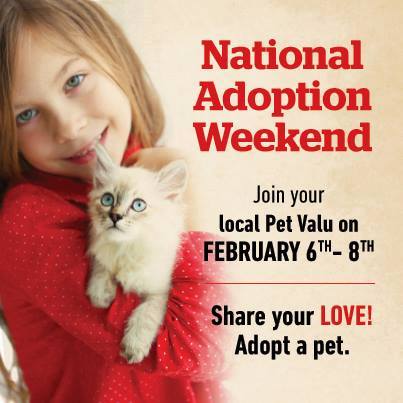 National
Adoption
Weekend
Join your
local Pet Valu on
FEBRUARY 6TH- 8TH
Share your LOVE!
Adopt a pet.